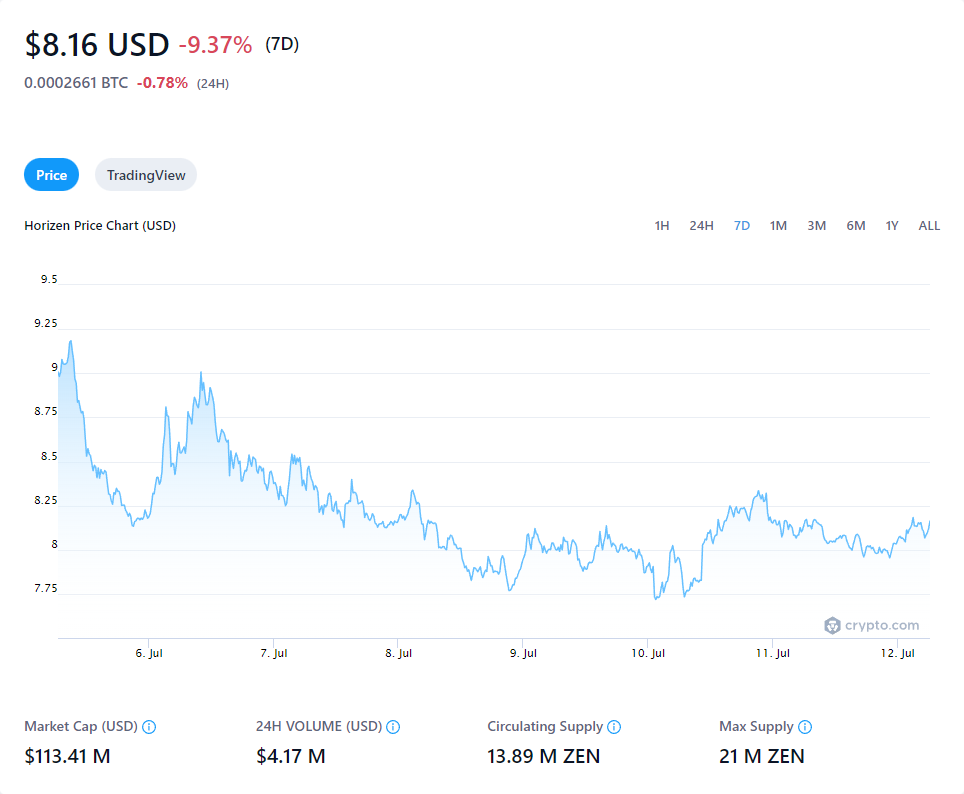 $8.16 USD -9.37% (7D)
0.0002661 BTC -0.78% (24H)
Price TradingView
Horizen Price Chart (USD) 1H 24H 7D 1M 3M 6M 1Y ALL
9.5
9.25
9
8.75
8.5
8.25
8
7.75
crypto.com
6. Jul 7. Jul 8. Jul 9. Jul 10. Jul 11. Jul 12. Jul
Market Cap (USD) 24H VOLUME (USD) Circulating Supply Max Supply
$113.41 M $4.17 M 13.89 M ZEN 21 M ZEN